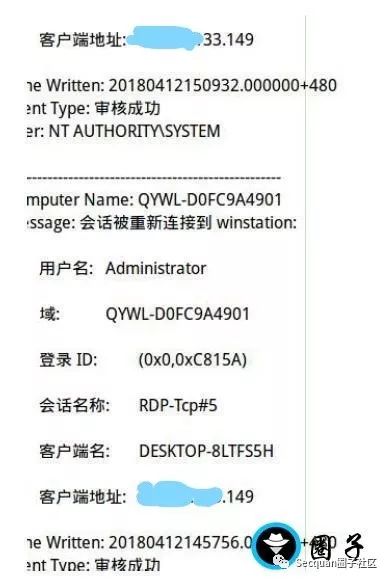 客户端地址: 33.149
ne Written: 20180412150932.000000+480
ent Type: 审核成功
er: NT AUTHORITY\SYSTEM
--------------------------------------------------
mputer Name: QYWL-D0FC9A4901
essage: 会话被重新连接到 winstation:
用户名: Administrator
域: QYWL-D0FC9A4901
登录 ID: (0x0,0xC815A)
会话名称: RDP-Tcp#5
客户端名: DESKTOP-8LTFS5H
客户端地址: .149
ne Written: 20180412145756.0
圈子
Secquan圈子社区
ent Type: 审核成功